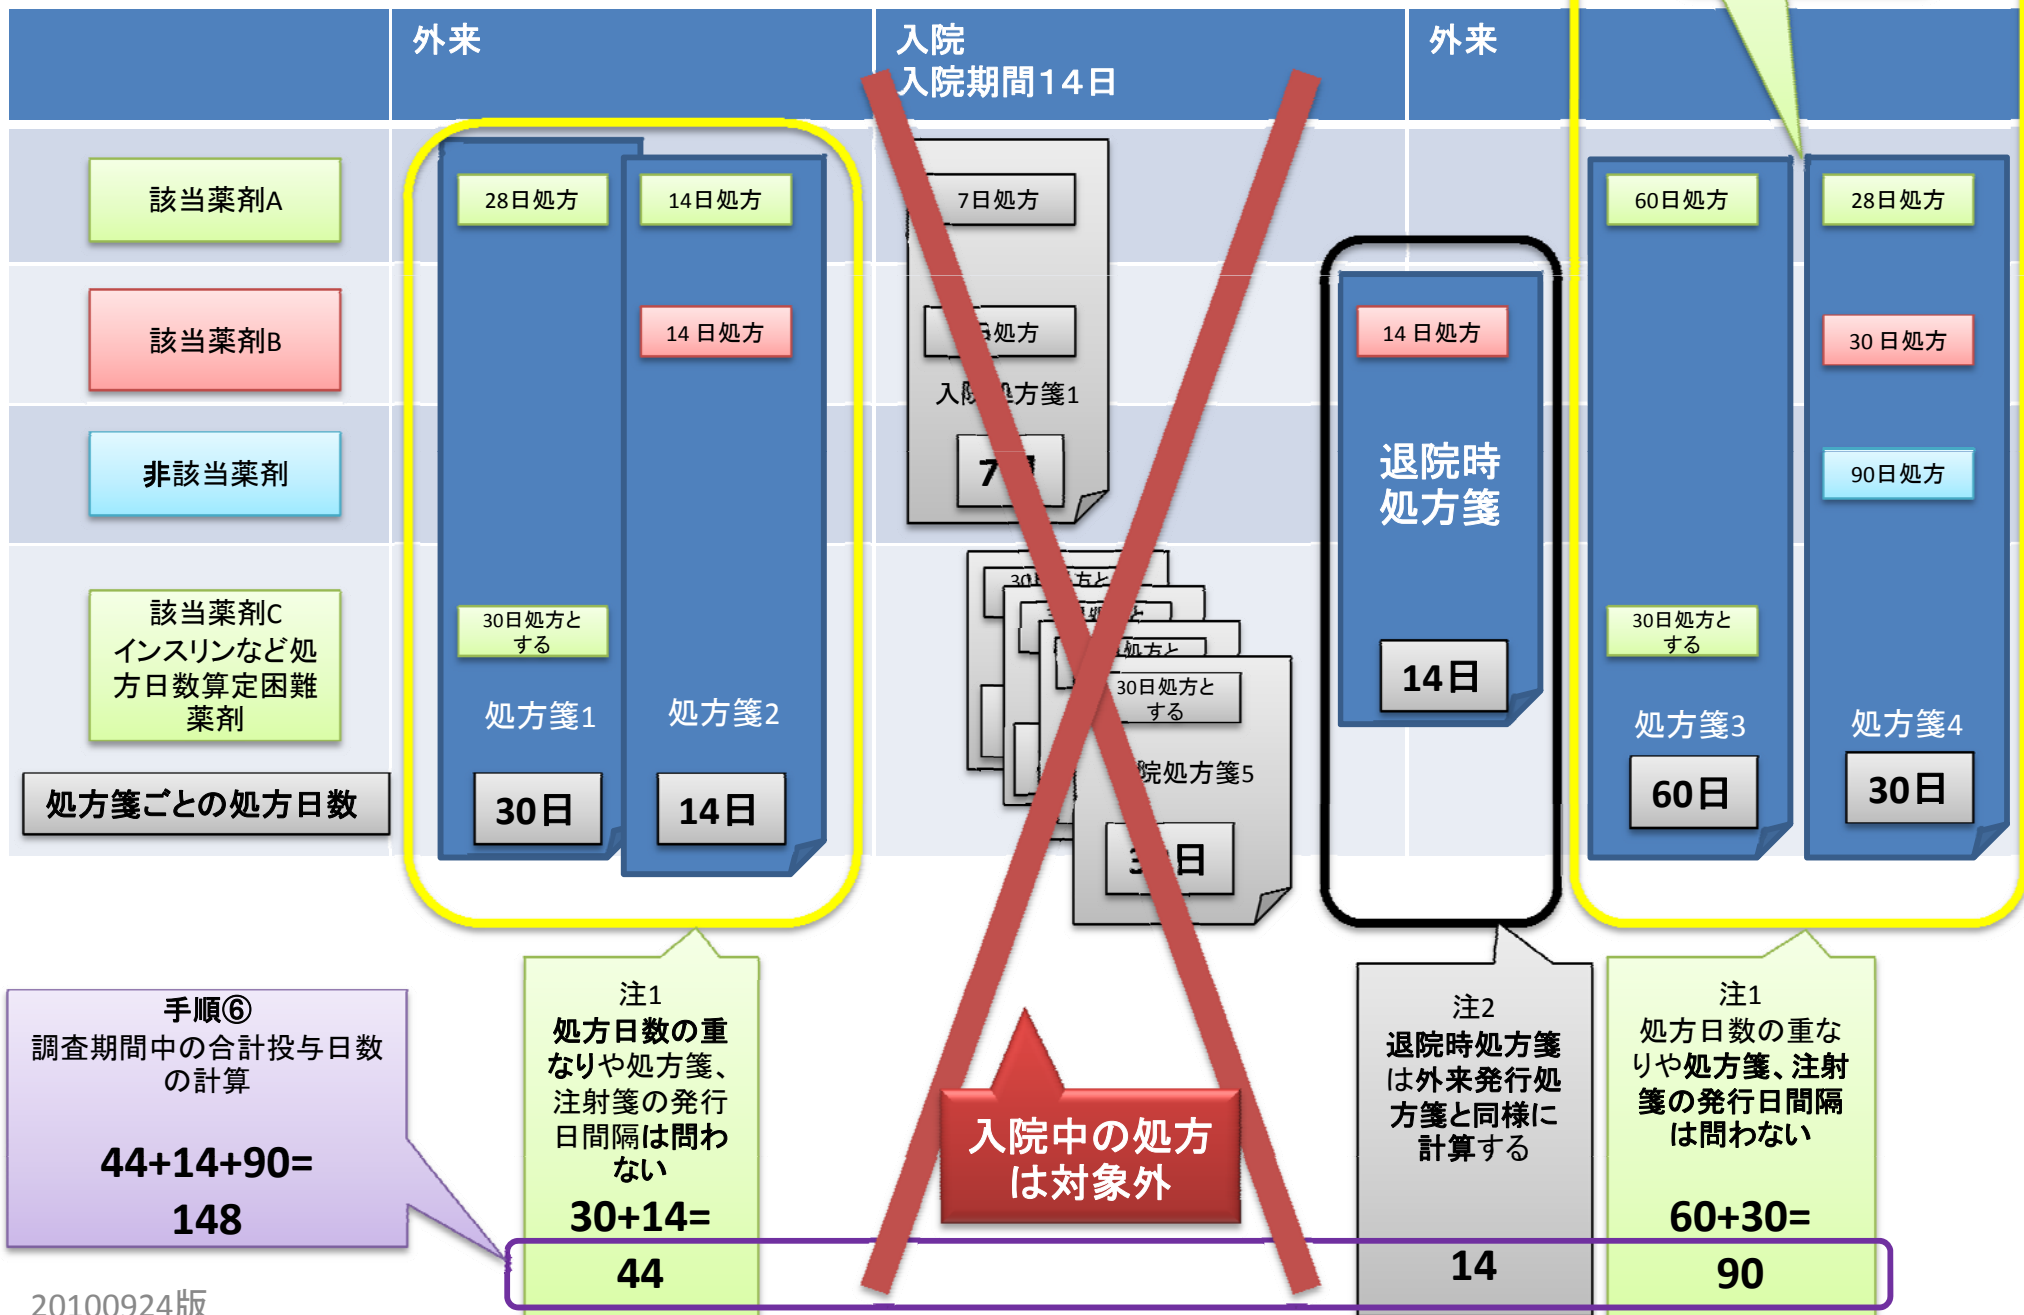 外来
入院
入院期間14日
外来
該当薬剤A
28日処方
14日処方
7日処方
60日処方
28日処方
該当薬剤B
14 日処方
処方
14 日処方
30 日処方
入院処方箋1
非該当薬剤
7
退院時
処方箋
90日処方
該当薬剤C
インスリンなど処
方日数算定困難
薬剤
30日処方と
する
30日処方と
する
30日処方と
する
処方箋1
処方箋2
院処方箋5
14日
処方箋3
処方箋4
処方箋ごとの処方日数
30日
14日
日
60日
30日
手順⑥
調査期間中の合計投与日数
の計算
44+14+90=
148
注1
処方日数の重
なりや処方箋、
注射箋の発行
日間隔は問わ
ない
30+14=
44
入院中の処方
は対象外
注2
退院時処方箋
は外来発行処
方箋と同様に
計算する
14
注1
処方日数の重な
りや処方箋、注射
箋の発行日間隔
は問わない
60+30=
90
20100924版